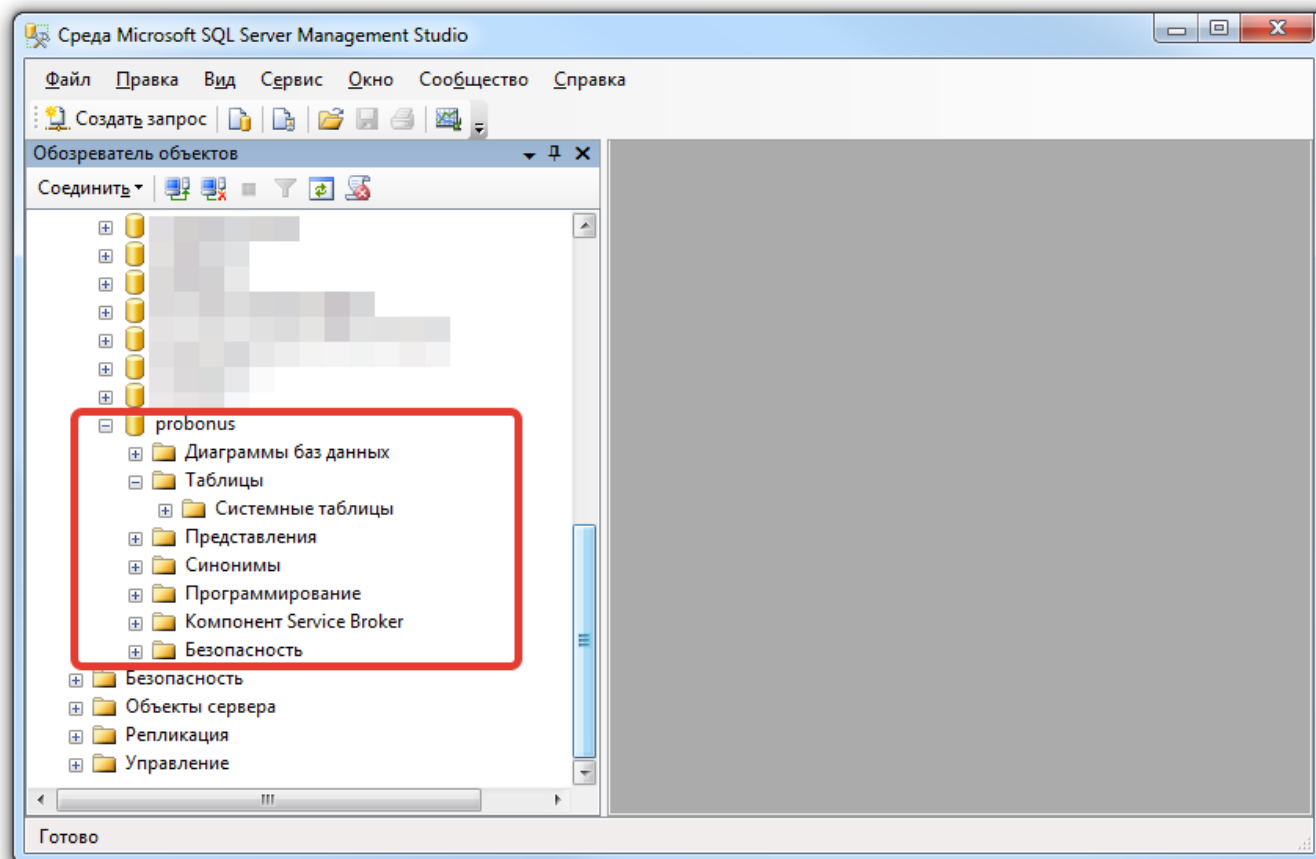 Среда Microsoft SQL Server Management Studio
Файл Правка Вид Сервис Окно Сообщество Справка
Создать запрос
Обозреватель объектов
Соединить
probonus
Диаграммы баз данных
Таблицы
Системные таблицы
Представления
Синонимы
Программирование
Компонент Service Broker
Безопасность
Безопасность
Объекты сервера
Репликация
Управление
Готово